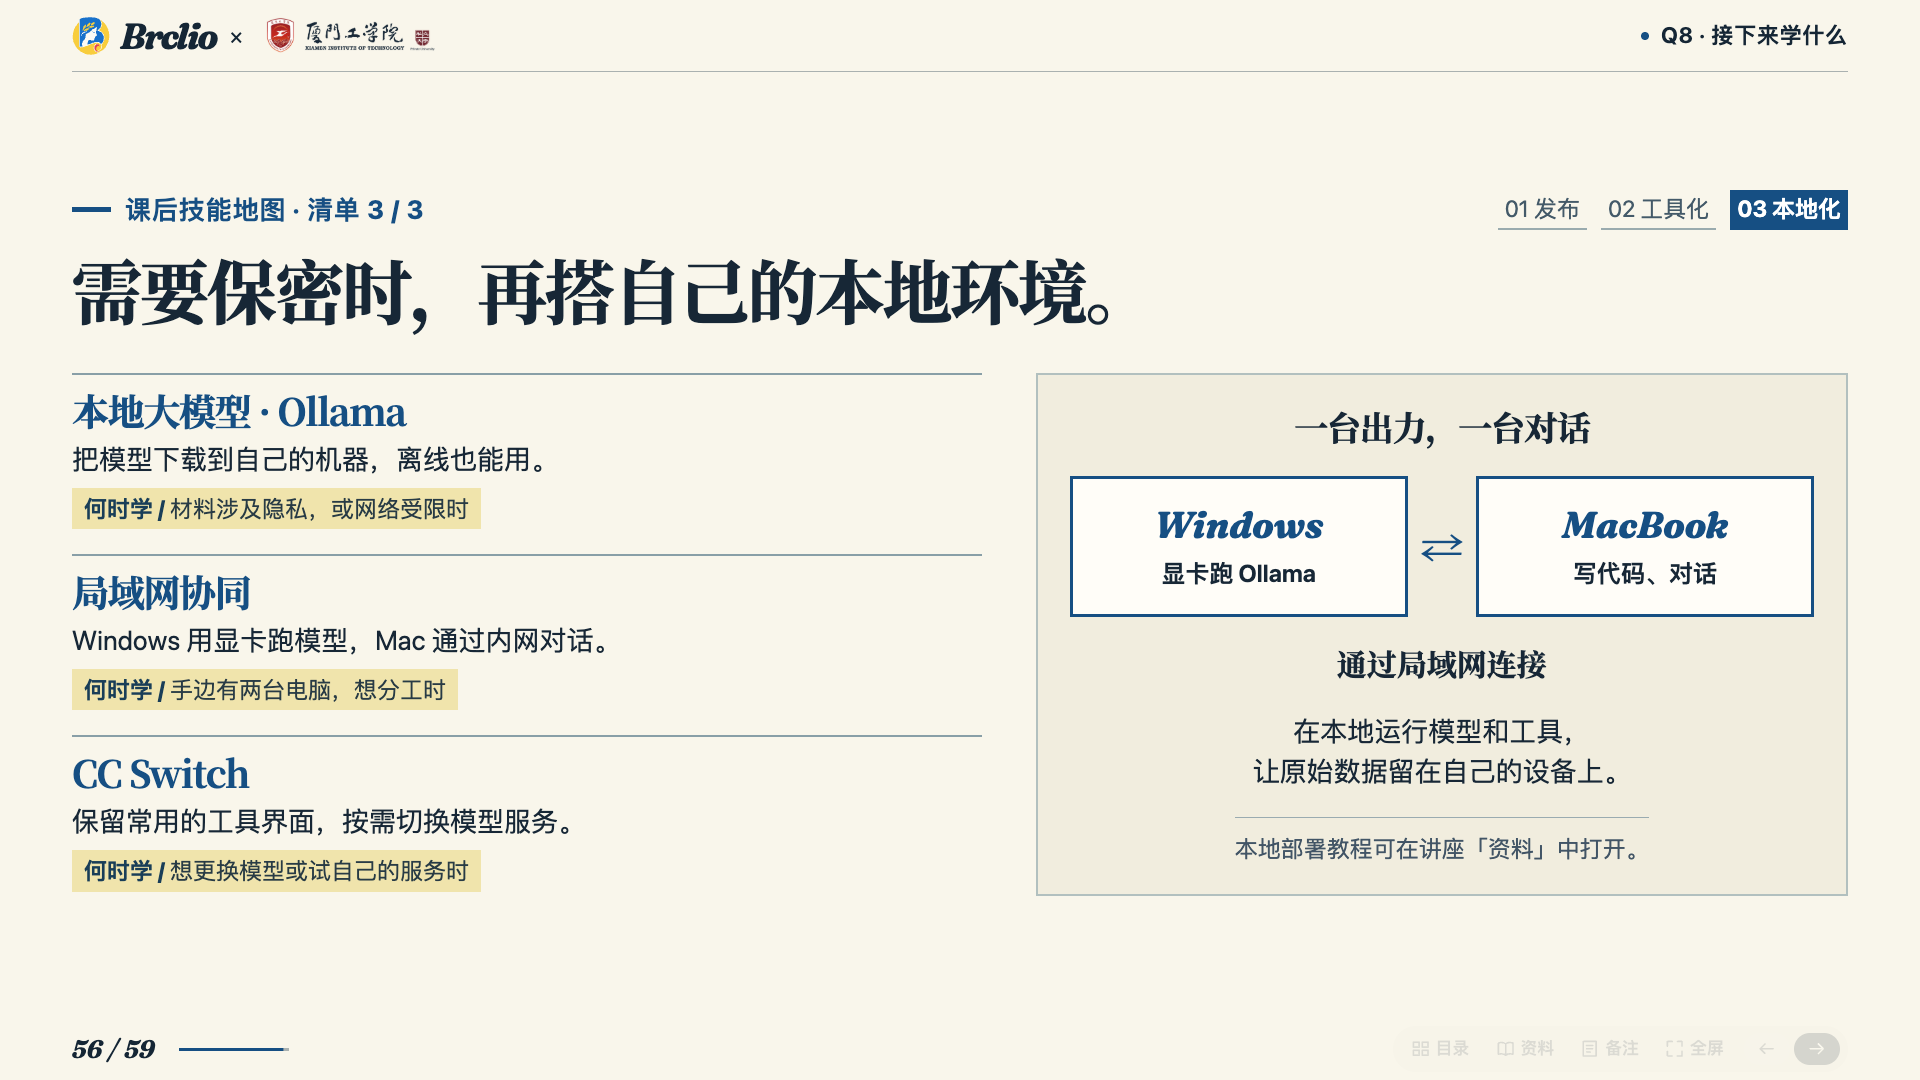 Brclio × 厦門工学院
XIAMEN INSTITUTE OF TECHNOLOGY
Q8 · 接下来学什么
课后技能地图 · 清单 3 / 3
01 发布
02 工具化
03 本地化
需要保密时，再搭自己的本地环境。
本地大模型 · Ollama
把模型下载到自己的机器，离线也能用。
何时学 / 材料涉及隐私，或网络受限时
局域网协同
Windows 用显卡跑模型，Mac 通过内网对话。
何时学 / 手边有两台电脑，想分工时
CC Switch
保留常用的工具界面，按需切换模型服务。
何时学 / 想更换模型或试自己的服务时
一台出力，一台对话
Windows
显卡跑 Ollama
⇄
MacBook
写代码、对话
通过局域网连接
在本地运行模型和工具，
让原始数据留在自己的设备上。
本地部署教程可在讲座「资料」中打开。
56 / 59
目录
资料
备注
全屏
← →